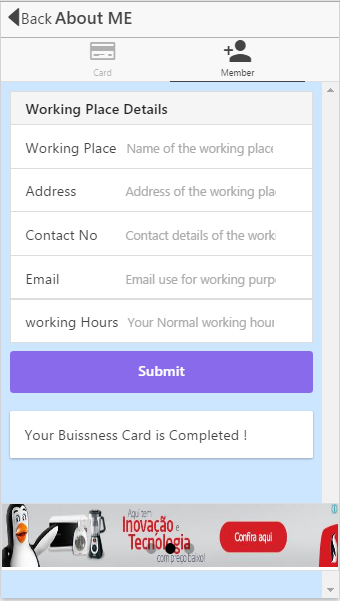 Back About ME
Card
Member
Working Place Details
Working Place Name of the working place
Address Address of the working pla
Contact No Contact details of the work
Email Email use for working purp
working Hours Your Normal working hour
Submit
Your Buissness Card is Completed !
Aqui tem
Inovação e
Tecnologia
com preço baixo!
Confira aqui